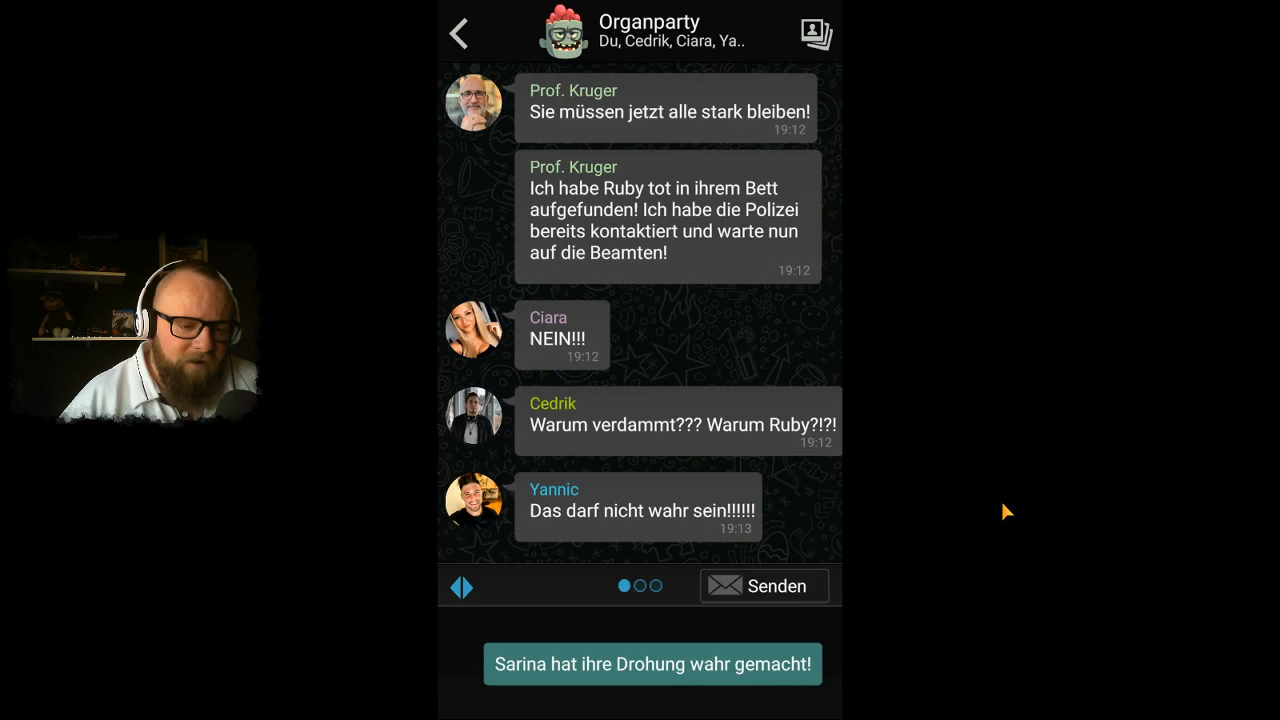 Organparty
Du, Cedrik, Ciara, Ya..
Prof. Kruger
Sie müssen jetzt alle stark bleiben!
19:12
Prof. Kruger
Ich habe Ruby tot in ihrem Bett
aufgefunden! Ich habe die Polizei
bereits kontaktiert und warte nun
auf die Beamten!
19:12
Ciara
NEIN!!!
19:12
Cedrik
Warum verdammt??? Warum Ruby?!?!
19:12
Yannic
Das darf nicht wahr sein!!!!!!
19:13
Senden
Sarina hat ihre Drohung wahr gemacht!